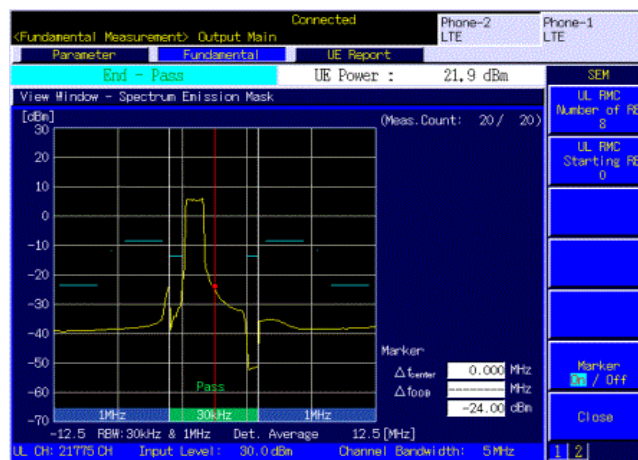 Connected
Phone-2
LTE
Phone-1
LTE
<Fundamental Measurement> Output Main
Parameter
Fundamental
UE Report
End - Pass
UE Power : 21.9 dBm
SEM
View Window - Spectrum Emission Mask
[dBm]
(Meas.Count: 20 / 20)
UL RMC
Number of RB
8
UL RMC
Starting RB
0
30
20
10
0
-10
-20
-30
-40
-50
-60
-70
Pass
1MHz
30kHz
1MHz
-12.5 RBW:30kHz & 1MHz Det. Average 12.5[MHz]
Marker
Δfcenter 0.000 MHz
ΔfOOB -------- MHz
-24.00 dBm
Marker
On / Off
Close
UL CH: 21775CH Input Level: 30.0dBm Channel Bandwidth: 5MHz
1 2